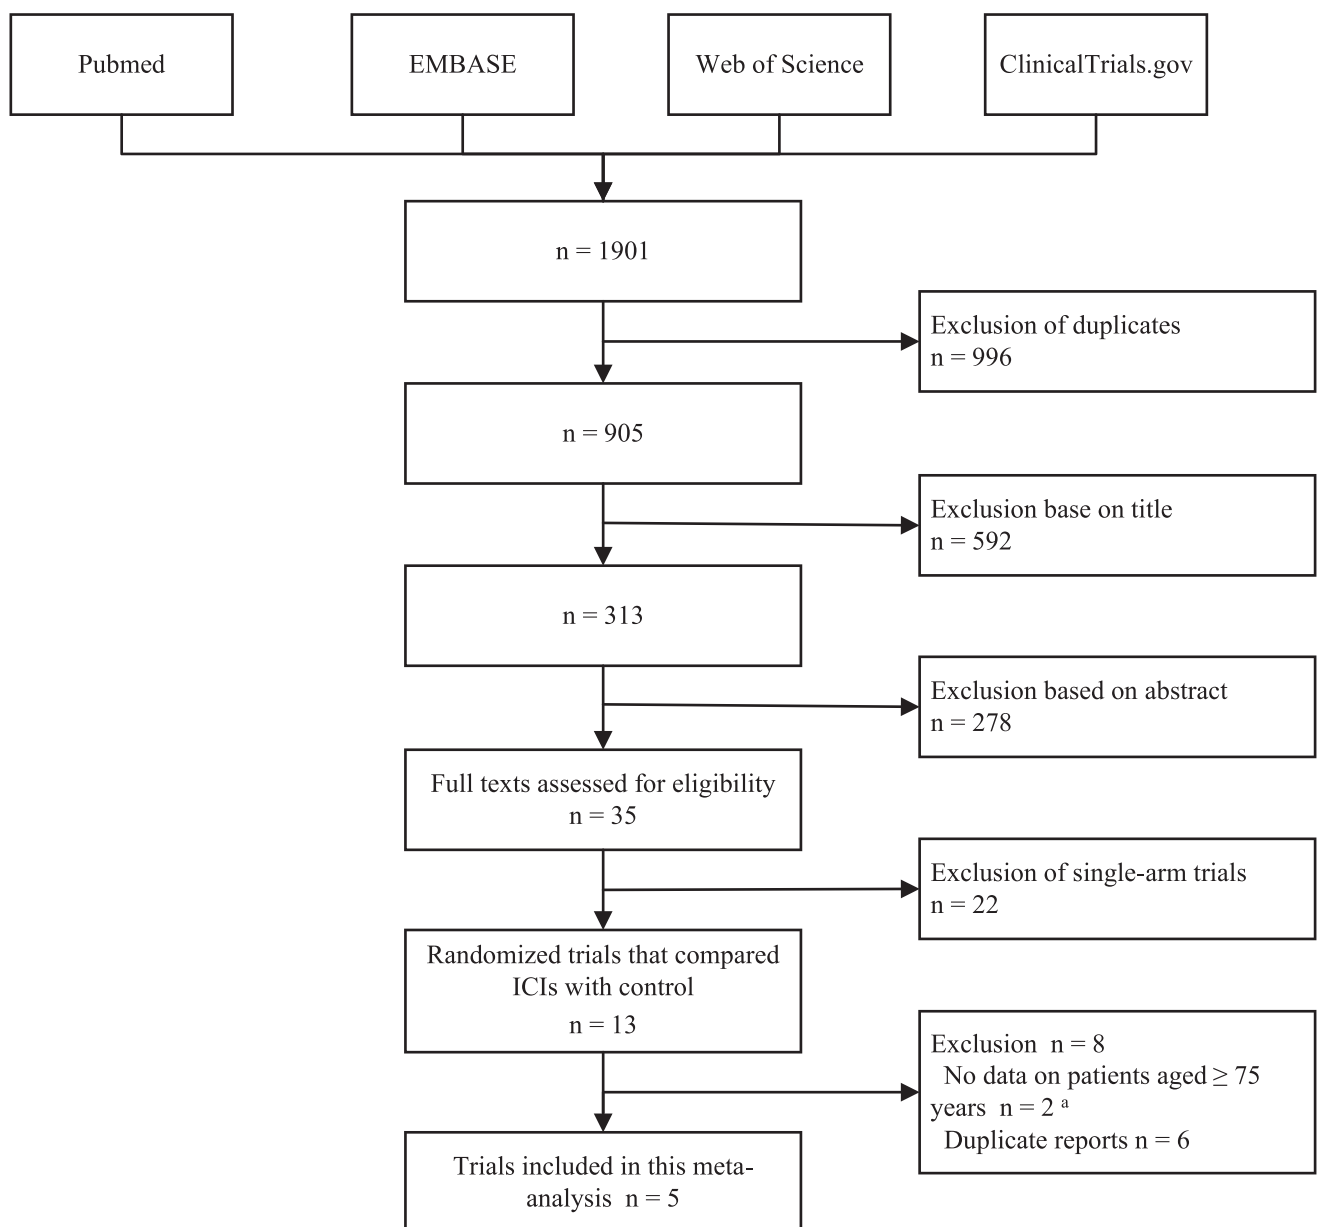 Pubmed
EMBASE
Web of Science
ClinicalTrials.gov
n = 1901
Exclusion of duplicates
n = 996
n = 905
Exclusion base on title
n = 592
n = 313
Exclusion based on abstract
n = 278
Full texts assessed for eligibility
n = 35
Exclusion of single-arm trials
n = 22
Randomized trials that compared
ICIs with control
n = 13
Exclusion n = 8
No data on patients aged ≥ 75
years n = 2 ᵃ
Duplicate reports n = 6
Trials included in this meta-
analysis n = 5